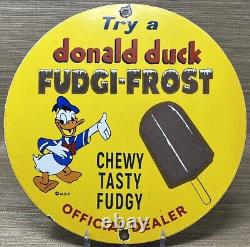 Try a
donald duck
FUDGI-FROST
CHEWY
TASTY
FUDGY
OFFICIAL DEALER